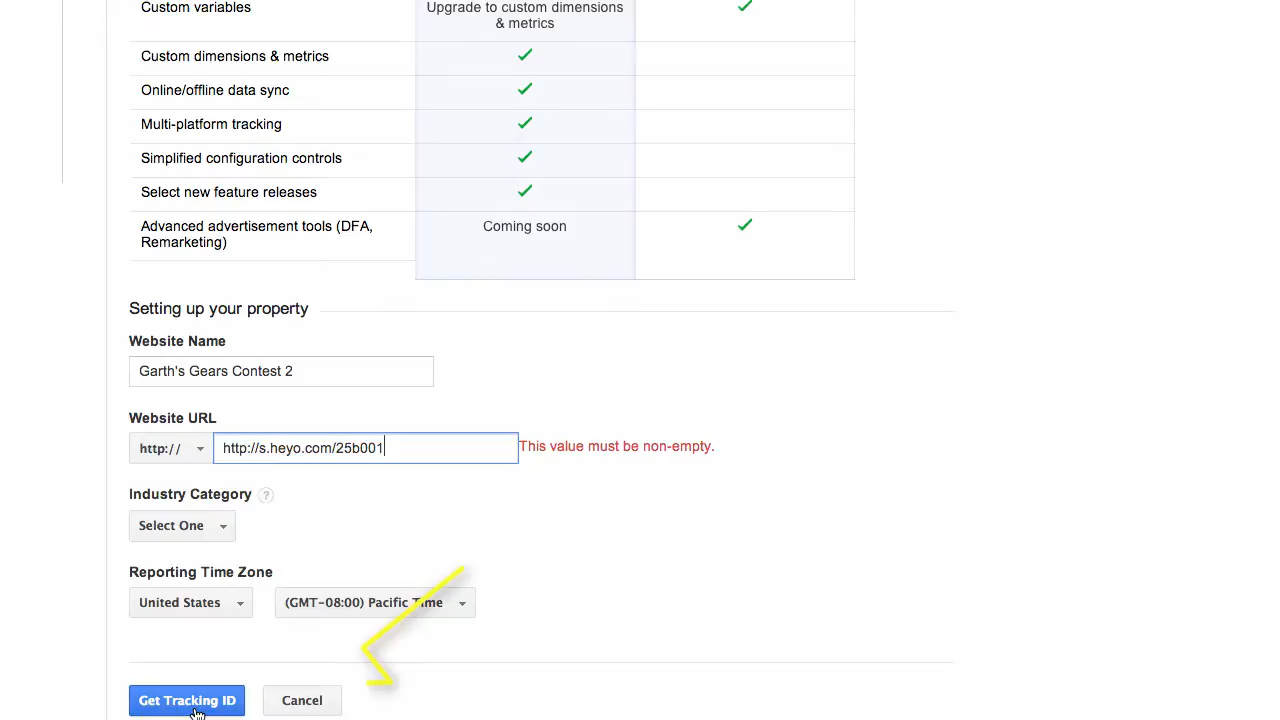 Custom variables
Upgrade to custom dimensions
& metrics
Custom dimensions & metrics
Online/offline data sync
Multi-platform tracking
Simplified configuration controls
Select new feature releases
Advanced advertisement tools (DFA,
Remarketing)
Coming soon
Setting up your property
Website Name
Garth's Gears Contest 2
Website URL
http:// http://s.heyo.com/25b001 This value must be non-empty.
Industry Category ?
Select One
Reporting Time Zone
United States (GMT-08:00) Pacific Time
Get Tracking ID Cancel